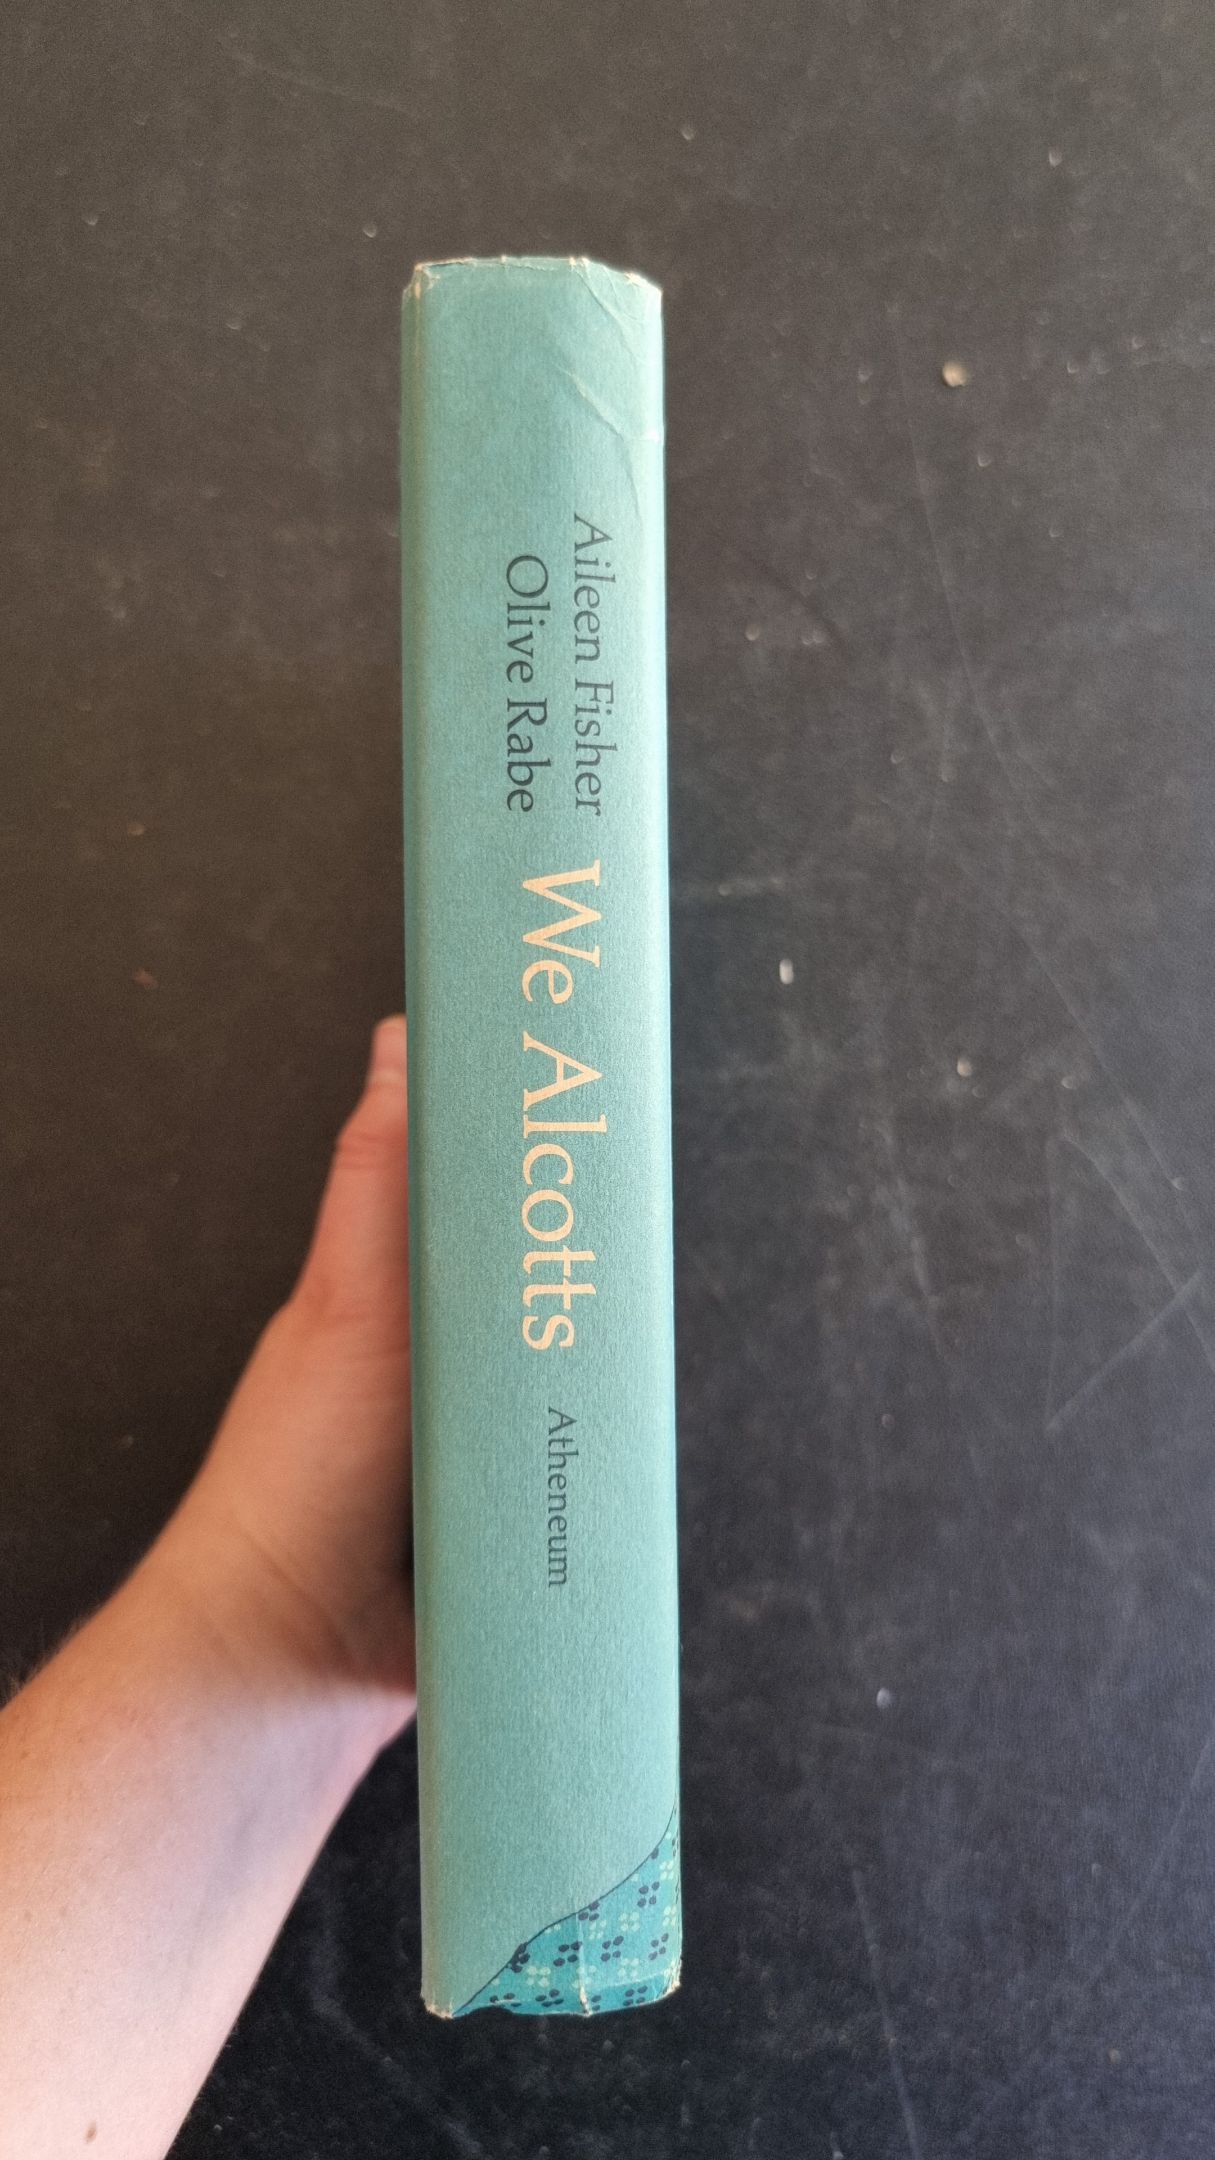 Aileen Fisher
Olive Rabe
We Alcotts
Atheneum